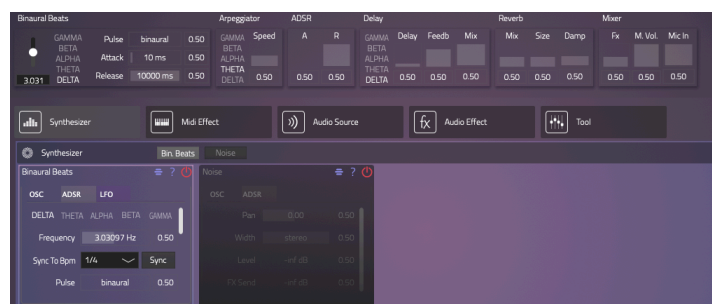 Binaural Beats Arpeggiator ADSR Delay Reverb Mixer
GAMMA Pulse binaural 0.50 GAMMA Speed A R GAMMA Delay Feedb Mix Mix Size Damp Fx M. Vol. Mic In
BETA BETA BETA
ALPHA Attack 10 ms 0.50 ALPHA ALPHA
THETA THETA THETA
3.031 DELTA Release 10000 ms 0.50 DELTA 0.50 0.50 0.50 DELTA 0.50 0.50 0.50 0.50 0.50 0.50 0.50 0.50 0.50
Synthesizer Midi Effect Audio Source fx Audio Effect Tool
Synthesizer Bin. Beats Noise
Binaural Beats ? Noise ?
OSC ADSR LFO OSC ADSR
DELTA THETA ALPHA BETA GAMMA Pan 0.00 0.50
Frequency 3.03097 Hz 0.50 Width stereo 0.50
Sync To Bpm 1/4 Sync Level -inf dB 0.50
Pulse binaural 0.50 FX Send -inf dB 0.50